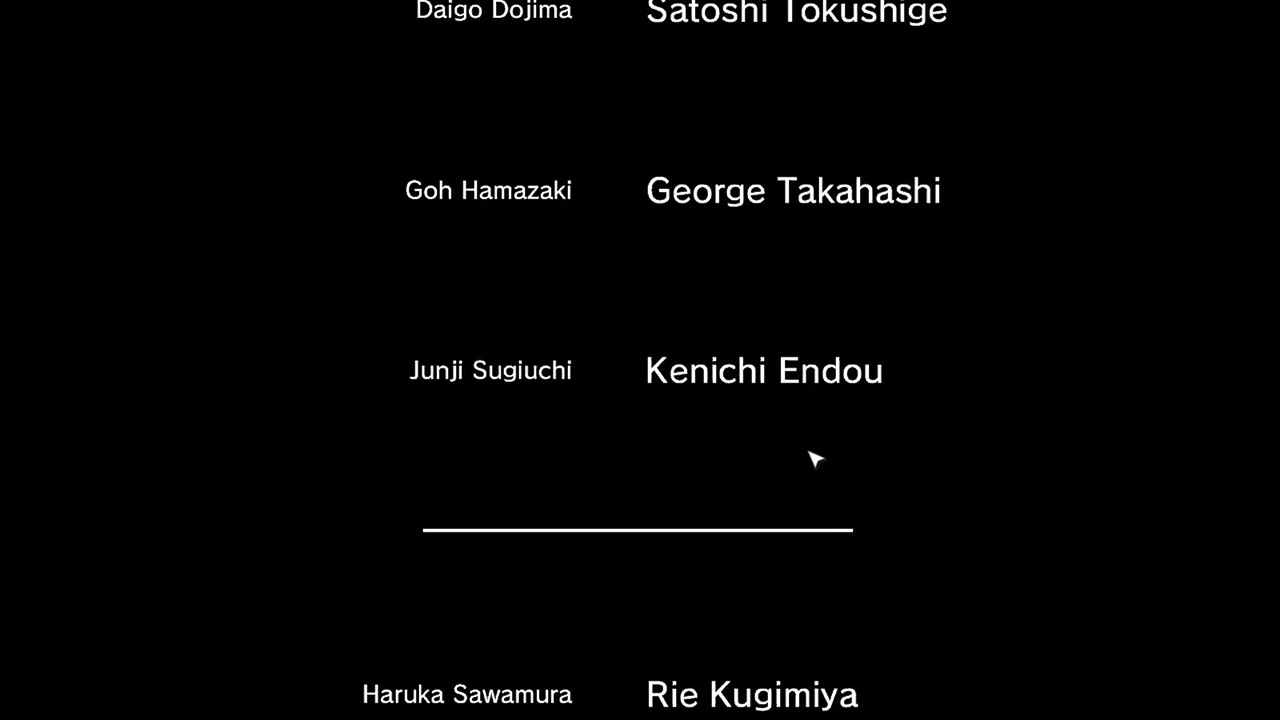 Daigo Dojima Satoshi Tokushige
Goh Hamazaki George Takahashi
Junji Sugiuchi Kenichi Endou
Haruka Sawamura Rie Kugimiya